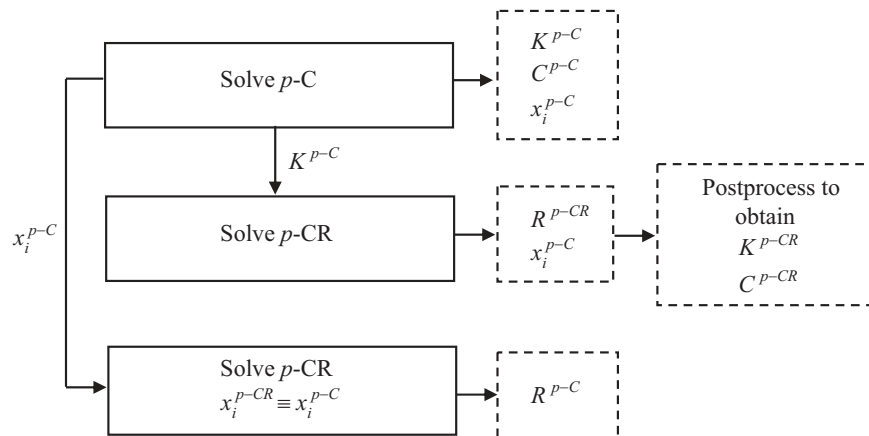 Solve p-C
K^{p–C}
C^{p–C}
x_i^{p–C}
K^{p–C}
x_i^{p–C}
Solve p-CR
R^{p–CR}
x_i^{p–C}
Postprocess to
obtain
K^{p–CR}
C^{p–CR}
Solve p-CR
x_i^{p–CR} ≡ x_i^{p–C}
R^{p–C}